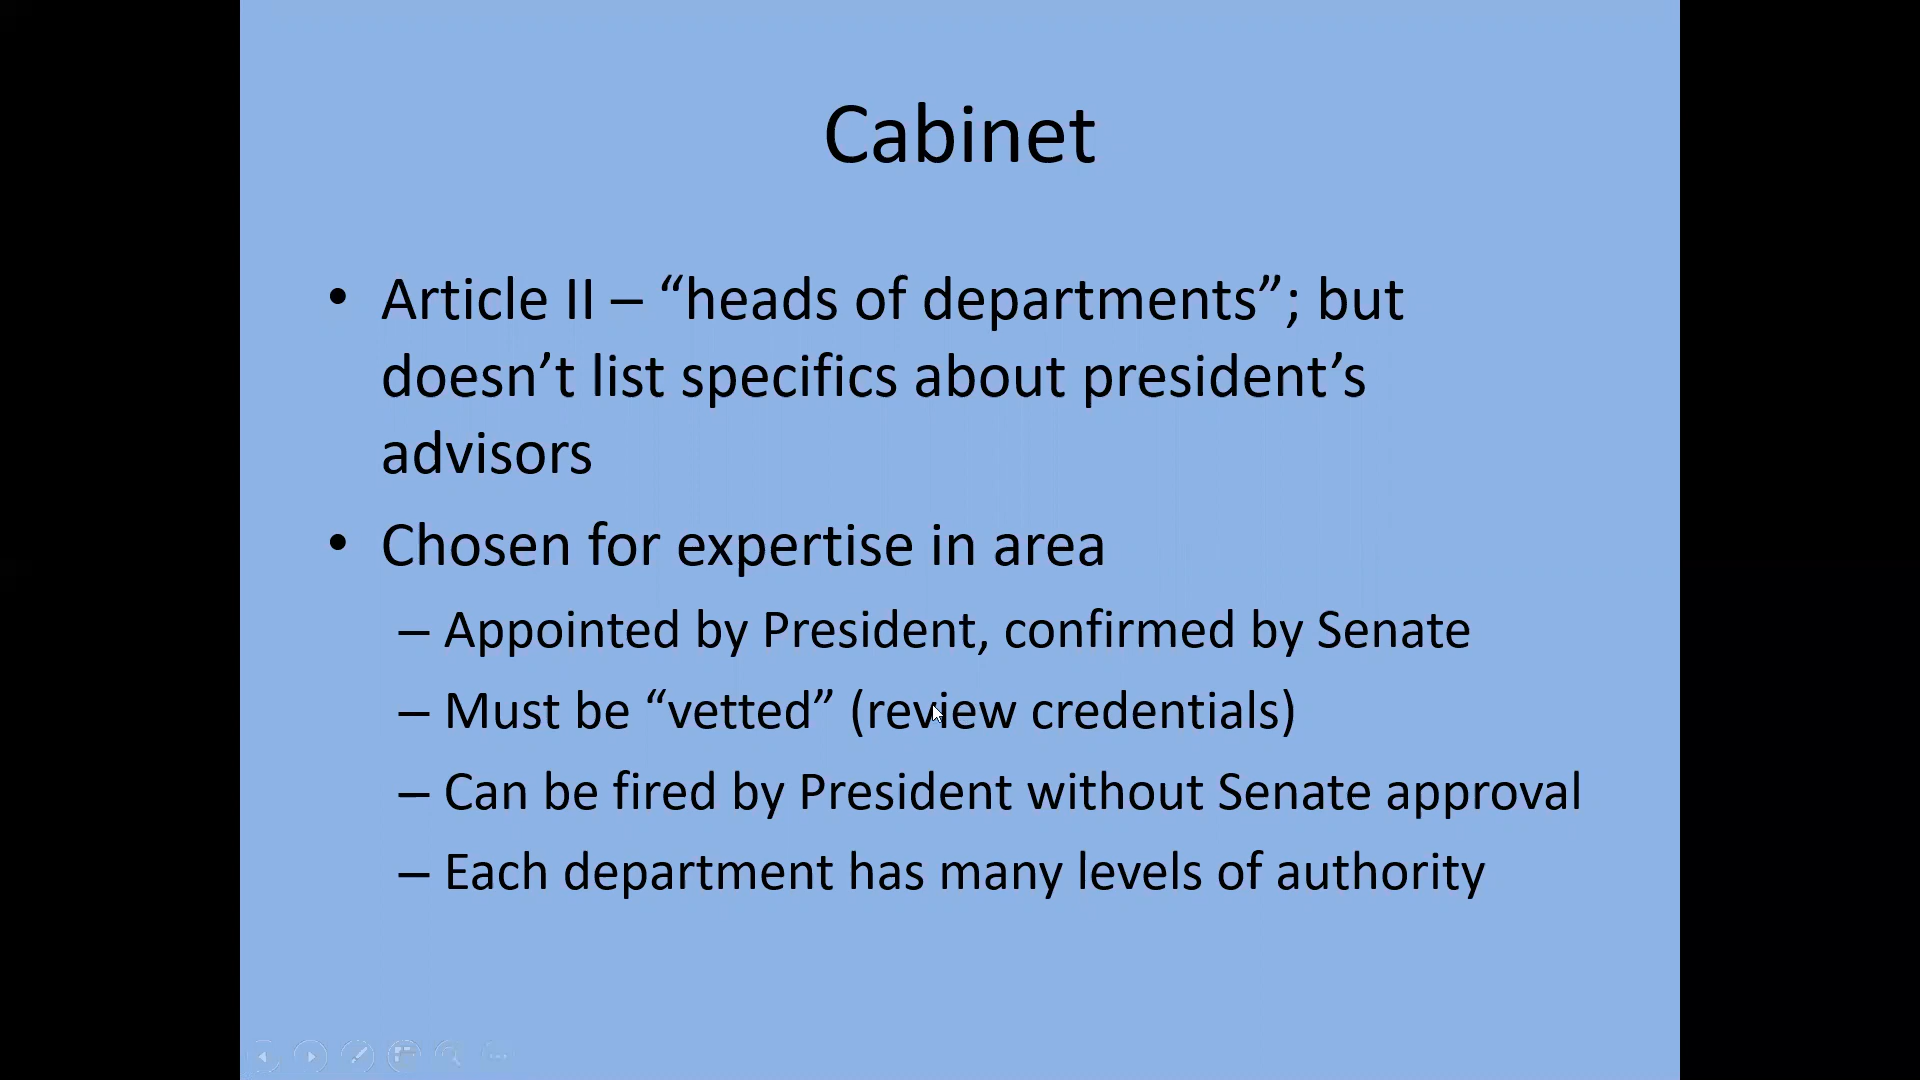 Cabinet
• Article II – “heads of departments”; but
doesn’t list specifics about president’s
advisors
• Chosen for expertise in area
– Appointed by President, confirmed by Senate
– Must be “vetted” (review credentials)
– Can be fired by President without Senate approval
– Each department has many levels of authority